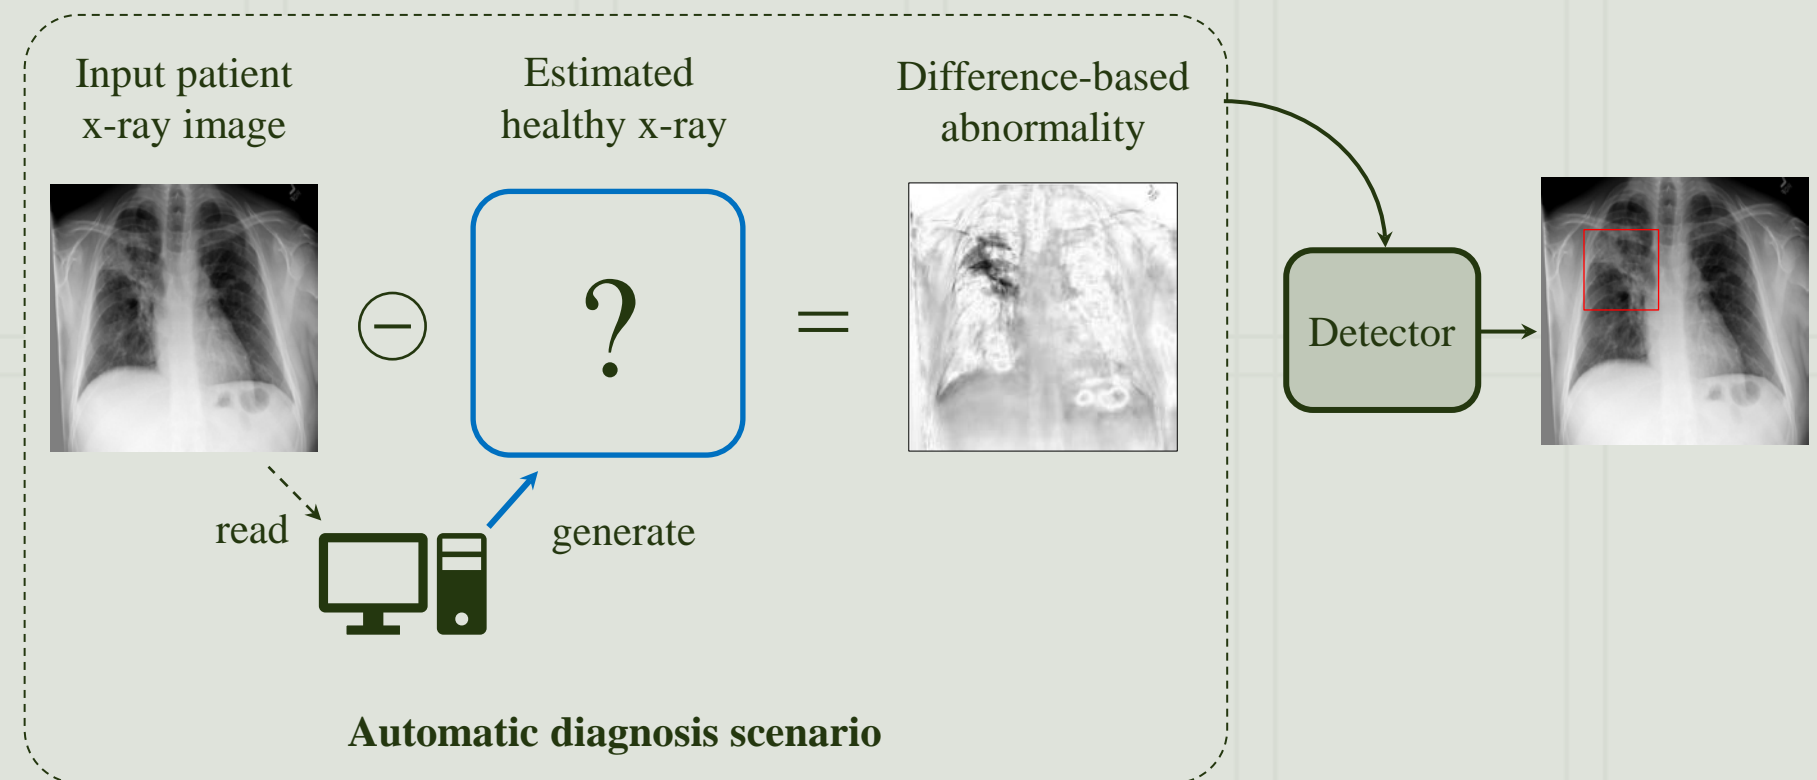 Input patient
x-ray image
Estimated
healthy x-ray
Difference-based
abnormality
?
=
Detector
read
generate
Automatic diagnosis scenario